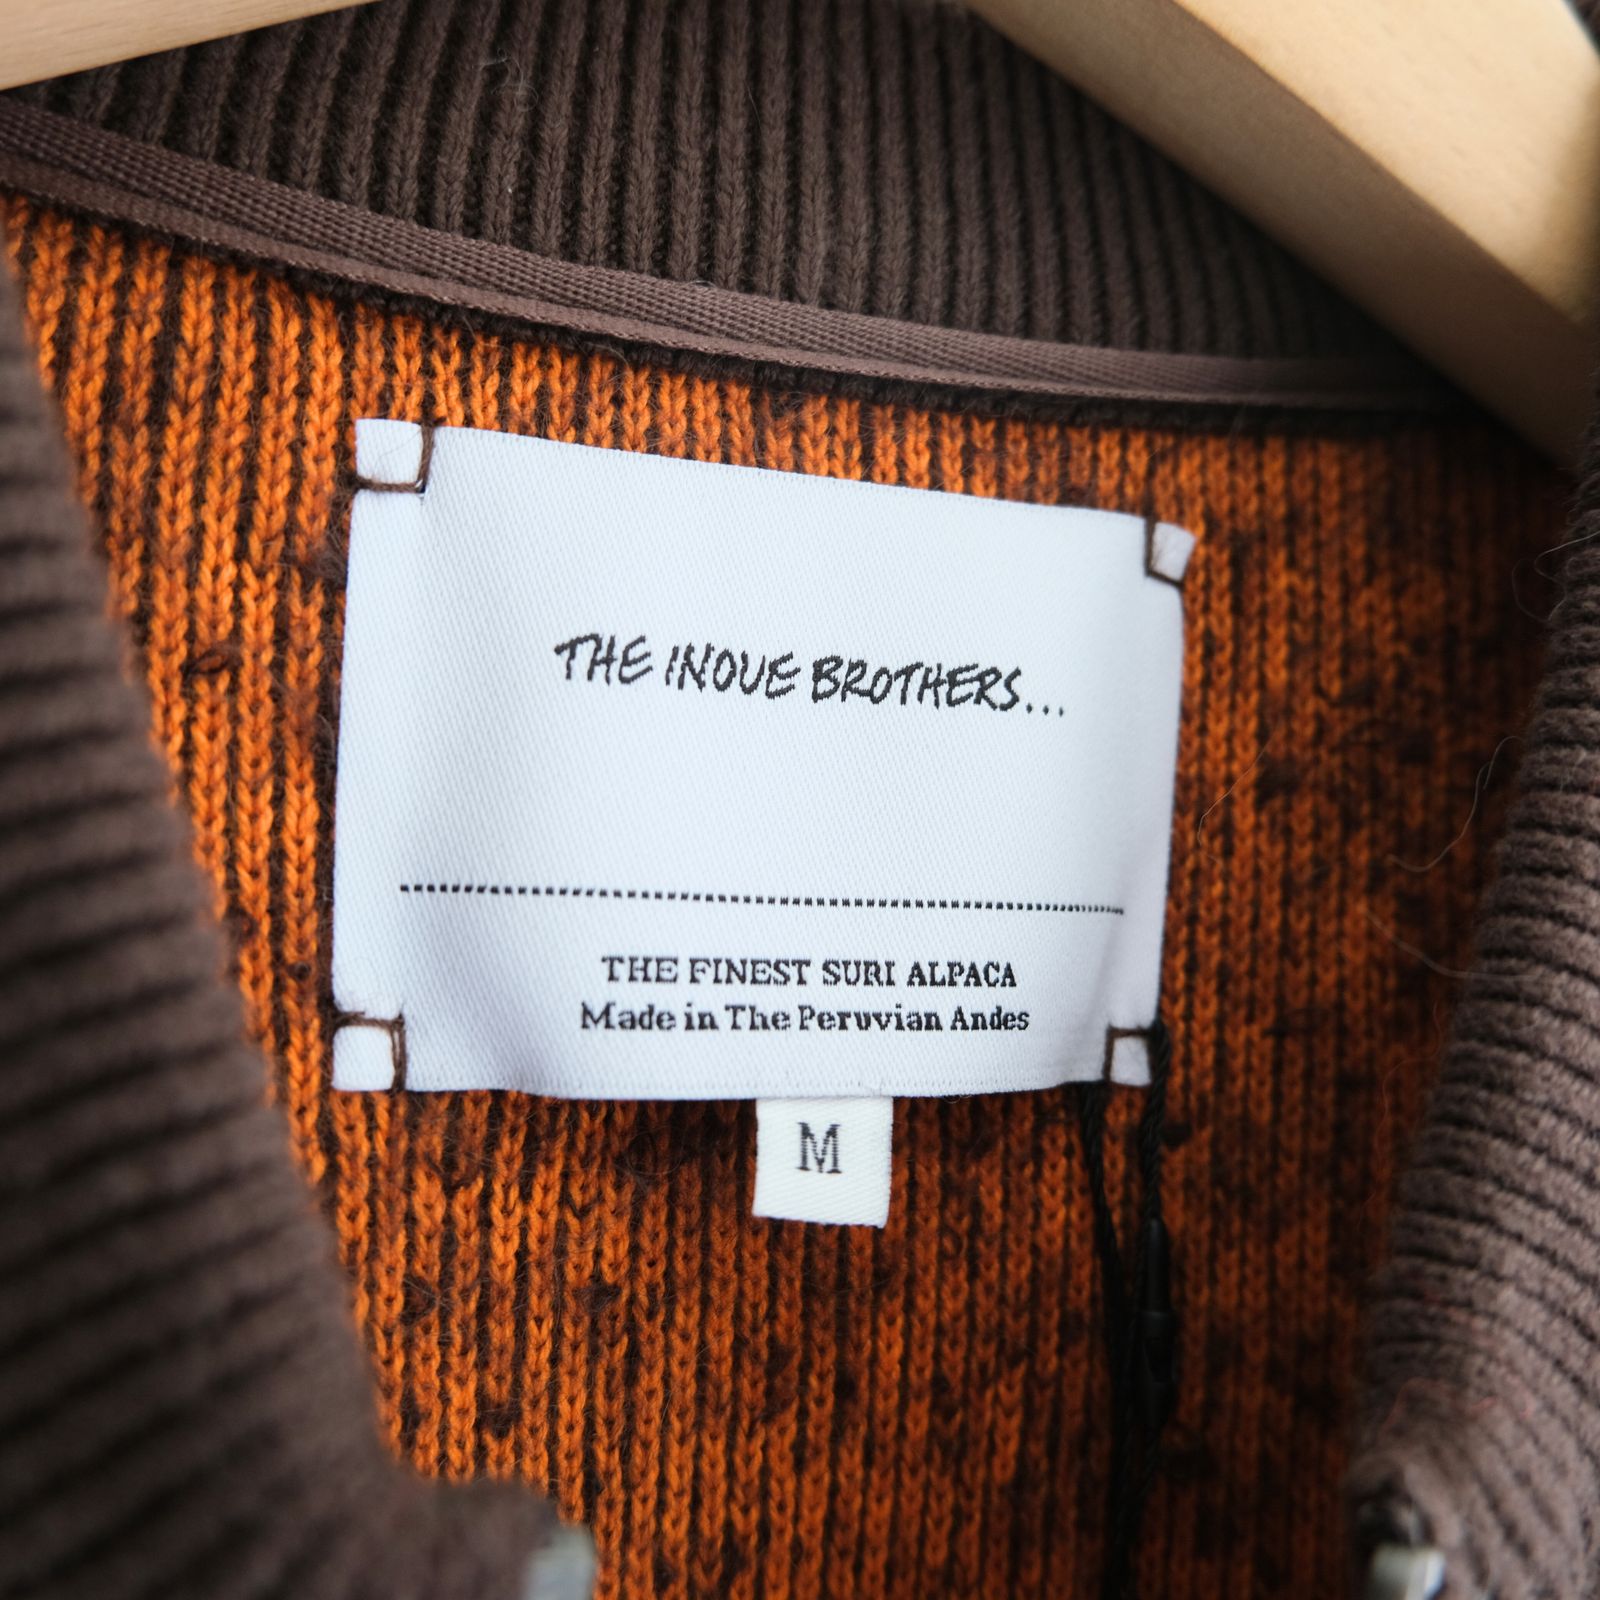 THE INOUE BROTHERS...
THE FINEST SURI ALPACA
Made in The Peruvian Andes
M